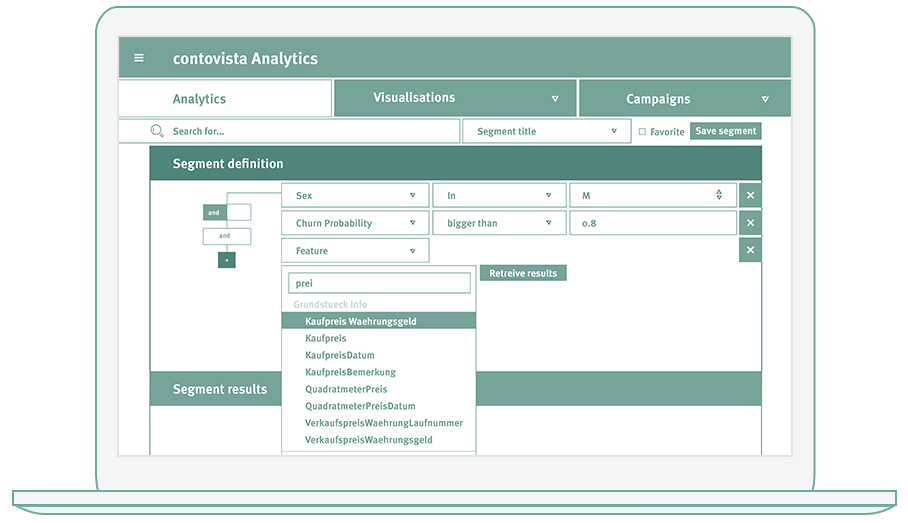 contovista Analytics
Analytics Visualisations Campaigns
Search for... Segment title Favorite Save segment
Segment definition
Sex In M
and
Churn Probability bigger than 0.8
and
Feature
+
Retreive results
prei
Grundstueck Info
Kaufpreis Waehrungsgeld
Kaufpreis
KaufpreisDatum
KaufpreisBemerkung
Segment results
QuadratmeterPreis
QuadratmeterPreisDatum
VerkaufspreisWaehrungLaufnummer
VerkaufspreisWaehrungsgeld